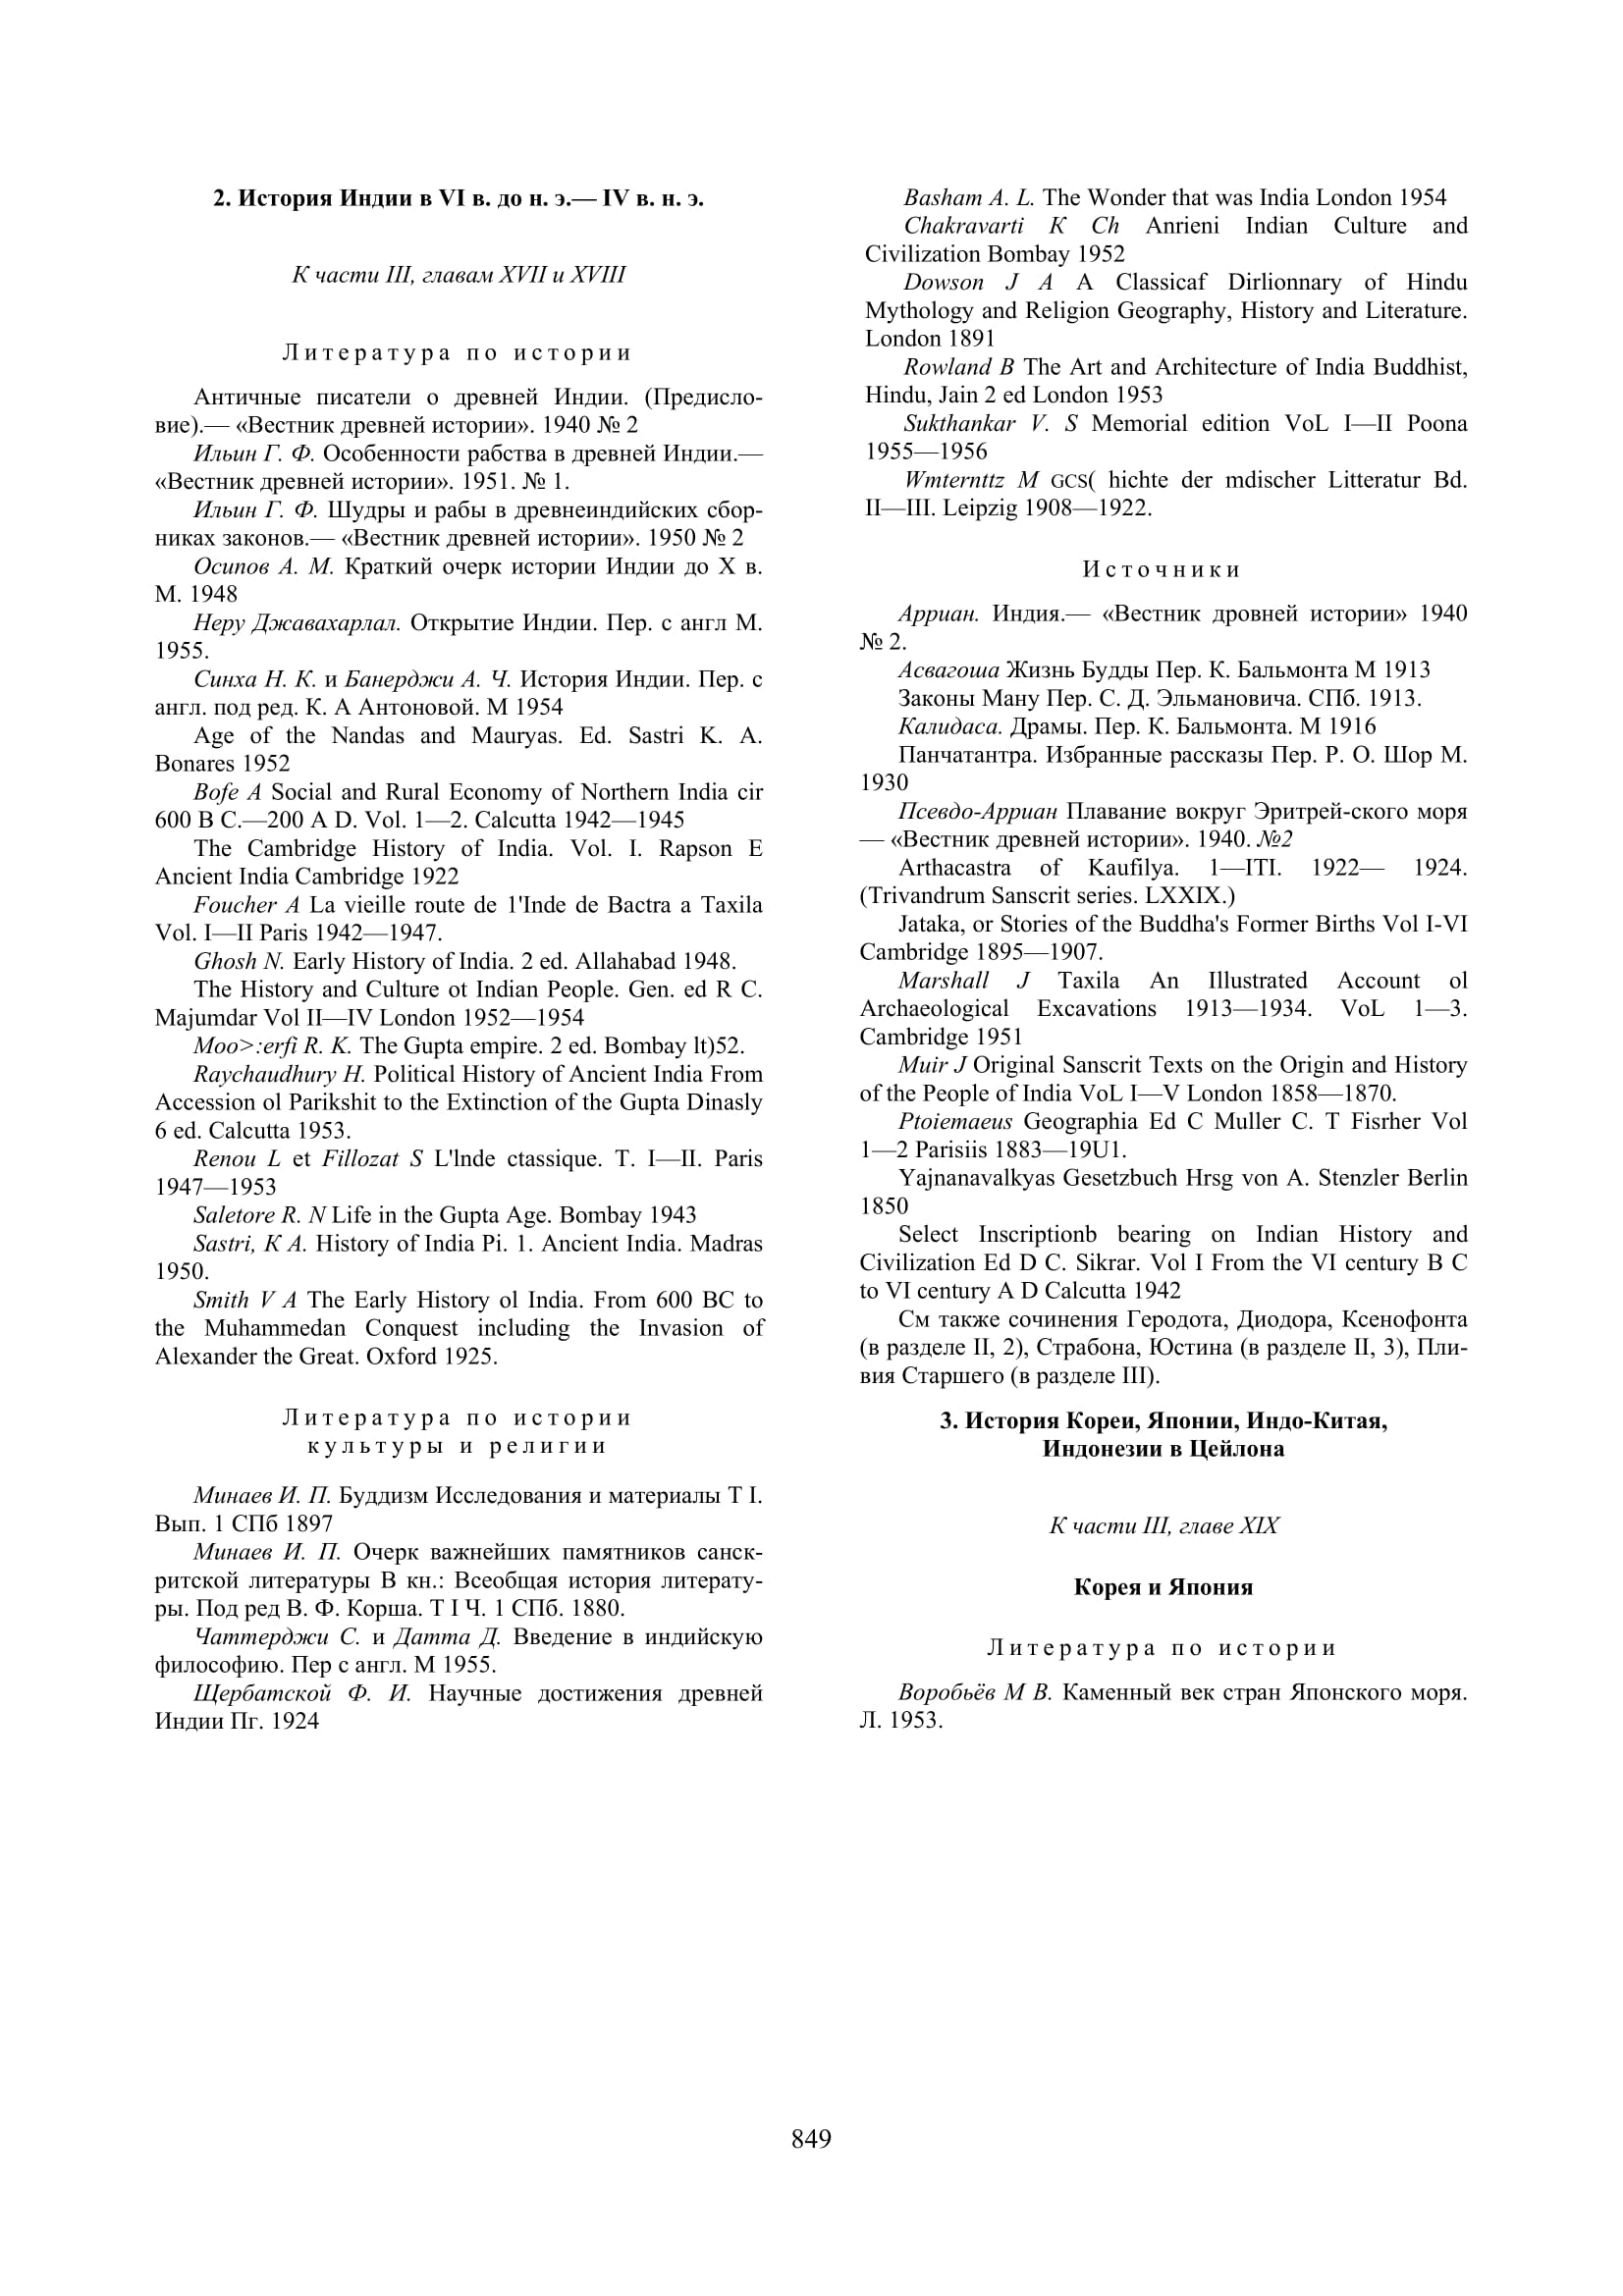 2. История Индии в VI в. до н. э.— IV в. н. э.
К части III, главам XVII и XVIII
Литература по истории
Античные писатели о древней Индии. (Предисло-
вие).— «Вестник древней истории». 1940 № 2
Ильин Г. Ф. Особенности рабства в древней Индии.—
«Вестник древней истории». 1951. № 1.
Ильин Г. Ф. Шудры и рабы в древнеиндийских сбор-
никах законов.— «Вестник древней истории». 1950 № 2
Осипов А. М. Краткий очерк истории Индии до X в.
М. 1948
Неру Джавахарлал. Открытие Индии. Пер. с англ М.
1955.
Синха Н. К. и Банерджи А. Ч. История Индии. Пер. с
англ. под ред. К. А Антоновой. М 1954
Age of the Nandas and Mauryas. Ed. Sastri K. A.
Bonares 1952
Bofe A Social and Rural Economy of Northern India cir
600 B C.—200 A D. Vol. 1—2. Calcutta 1942—1945
The Cambridge History of India. Vol. I. Rapson E
Ancient India Cambridge 1922
Foucher A La vieille route de 1'Inde de Bactra a Taxila
Vol. I—II Paris 1942—1947.
Ghosh N. Early History of India. 2 ed. Allahabad 1948.
The History and Culture ot Indian People. Gen. ed R C.
Majumdar Vol II—IV London 1952—1954
Moo>:erfi R. K. The Gupta empire. 2 ed. Bombay lt)52.
Raychaudhury H. Political History of Ancient India From
Accession ol Parikshit to the Extinction of the Gupta Dinasly
6 ed. Calcutta 1953.
Renou L et Fillozat S L'lnde ctassique. T. I—II. Paris
1947—1953
Saletore R. N Life in the Gupta Age. Bombay 1943
Sastri, K A. History of India Pi. 1. Ancient India. Madras
1950.
Smith V A The Early History ol India. From 600 BC to
the Muhammedan Conquest including the Invasion of
Alexander the Great. Oxford 1925.
Литература по истории
культуры и религии
Минаев И. П. Буддизм Исследования и материалы Т I.
Вып. 1 СПб 1897
Минаев И. П. Очерк важнейших памятников санск-
ритской литературы В кн.: Всеобщая история литерату-
ры. Под ред В. Ф. Корша. Т I Ч. 1 СПб. 1880.
Чаттерджи С. и Датта Д. Введение в индийскую
философию. Пер с англ. М 1955.
Щербатской Ф. И. Научные достижения древней
Индии Пг. 1924
Basham A. L. The Wonder that was India London 1954
Chakravarti K Ch Anrieni Indian Culture and
Civilization Bombay 1952
Dowson J A A Classicaf Dirlionnary of Hindu
Mythology and Religion Geography, History and Literature.
London 1891
Rowland B The Art and Architecture of India Buddhist,
Hindu, Jain 2 ed London 1953
Sukthankar V. S Memorial edition VoL I—II Poona
1955—1956
Wmternttz M GCS( hichte der mdischer Litteratur Bd.
II—III. Leipzig 1908—1922.
Источники
Арриан. Индия.— «Вестник дровней истории» 1940
№ 2.
Асвагоша Жизнь Будды Пер. К. Бальмонта М 1913
Законы Ману Пер. С. Д. Эльмановича. СПб. 1913.
Калидаса. Драмы. Пер. К. Бальмонта. М 1916
Панчатантра. Избранные рассказы Пер. Р. О. Шор М.
1930
Псевдо-Арриан Плавание вокруг Эритрей-ского моря
— «Вестник древней истории». 1940. №2
Arthacastra of Kaufilya. 1—ITI. 1922— 1924.
(Trivandrum Sanscrit series. LXXIX.)
Jataka, or Stories of the Buddha's Former Births Vol I-VI
Cambridge 1895—1907.
Marshall J Taxila An Illustrated Account ol
Archaeological Excavations 1913—1934. VoL 1—3.
Cambridge 1951
Muir J Original Sanscrit Texts on the Origin and History
of the People of India VoL I—V London 1858—1870.
Ptoiemaeus Geographia Ed C Muller C. T Fisrher Vol
1—2 Parisiis 1883—19U1.
Yajnanavalkyas Gesetzbuch Hrsg von A. Stenzler Berlin
1850
Select Inscriptionb bearing on Indian History and
Civilization Ed D C. Sikrar. Vol I From the VI century B C
to VI century A D Calcutta 1942
См также сочинения Геродота, Диодора, Ксенофонта
(в разделе II, 2), Страбона, Юстина (в разделе II, 3), Пли-
вия Старшего (в разделе III).
3. История Кореи, Японии, Индо-Китая,
Индонезии в Цейлона
К части III, главе XIX
Корея и Япония
Литература по истории
Воробьёв М В. Каменный век стран Японского моря.
Л. 1953.
849